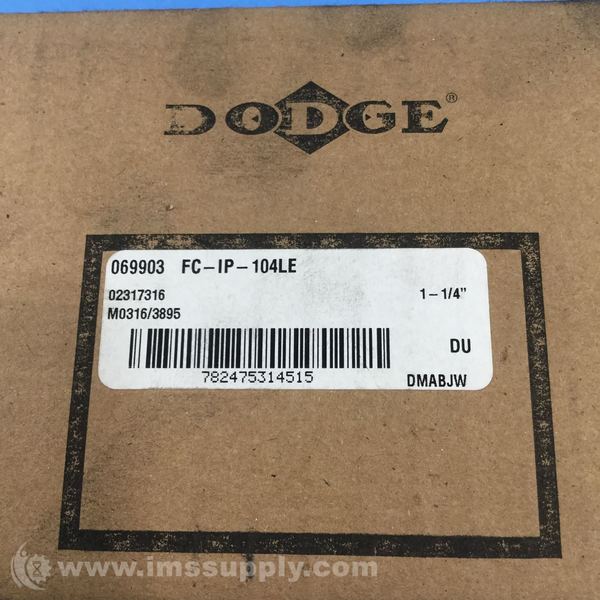 DODGE®
069903 FC-IP-104LE
02317316 1-1/4"
M0316/3895
782475314515 DU
DMABJW
www.imssupply.com